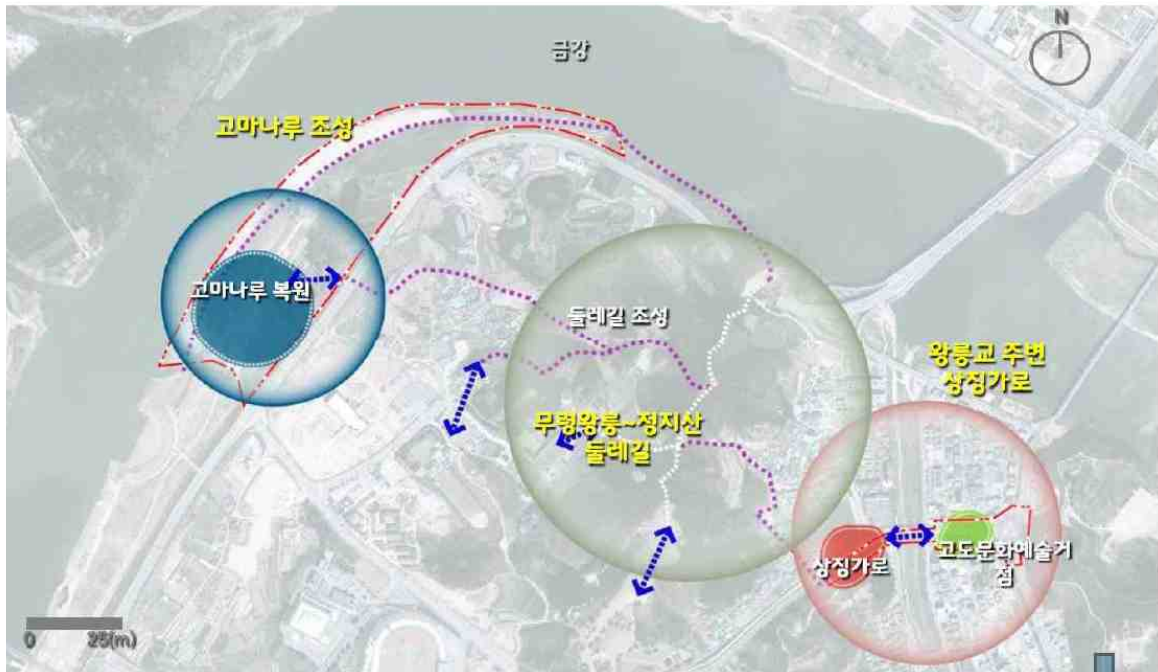 N
금강
고마나루 조성
고마나루 복원
둘레길 조성
왕릉교 주변
상징가로
무령왕릉~정지산
둘레길
상징가로
고도문화예술거
점
0 25(m)